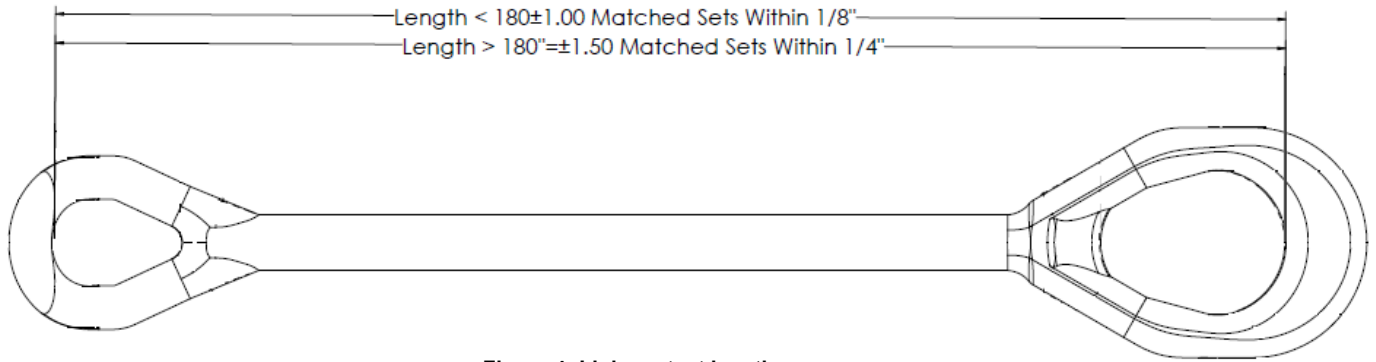 Length < 180±1.00 Matched Sets Within 1/8"
Length > 180"=±1.50 Matched Sets Within 1/4"